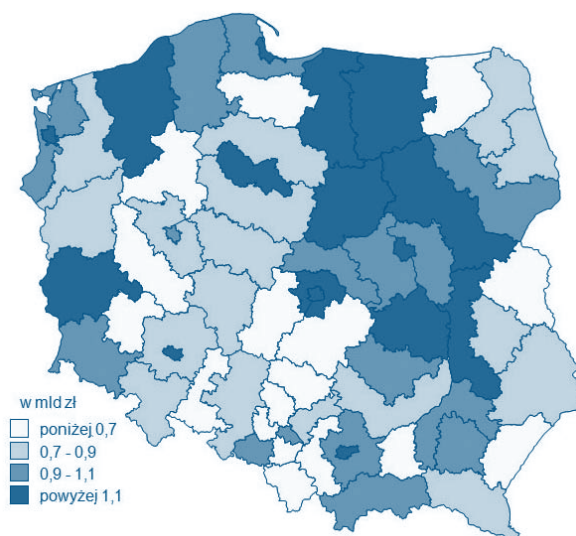 w mld zł
poniżej 0,7
0,7 - 0,9
0,9 - 1,1
powyżej 1,1